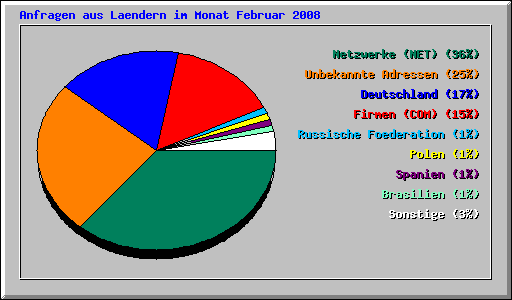 Anfragen aus Laendern im Monat Februar 2008
Netzwerke (NET) (36%)
Unbekannte Adressen (25%)
Deutschland (17%)
Firmen (COM) (15%)
Russische Foederation (1%)
Polen (1%)
Spanien (1%)
Brasilien (1%)
Sonstige (3%)